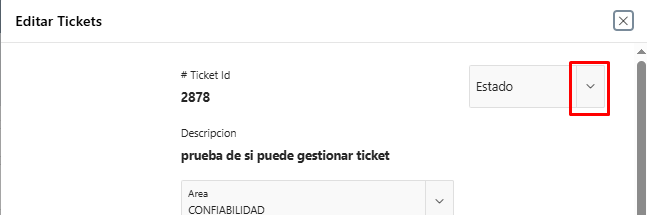 Editar Tickets
# Ticket Id
2878
Estado
Descripcion
prueba de si puede gestionar ticket
Area
CONFIABILIDAD